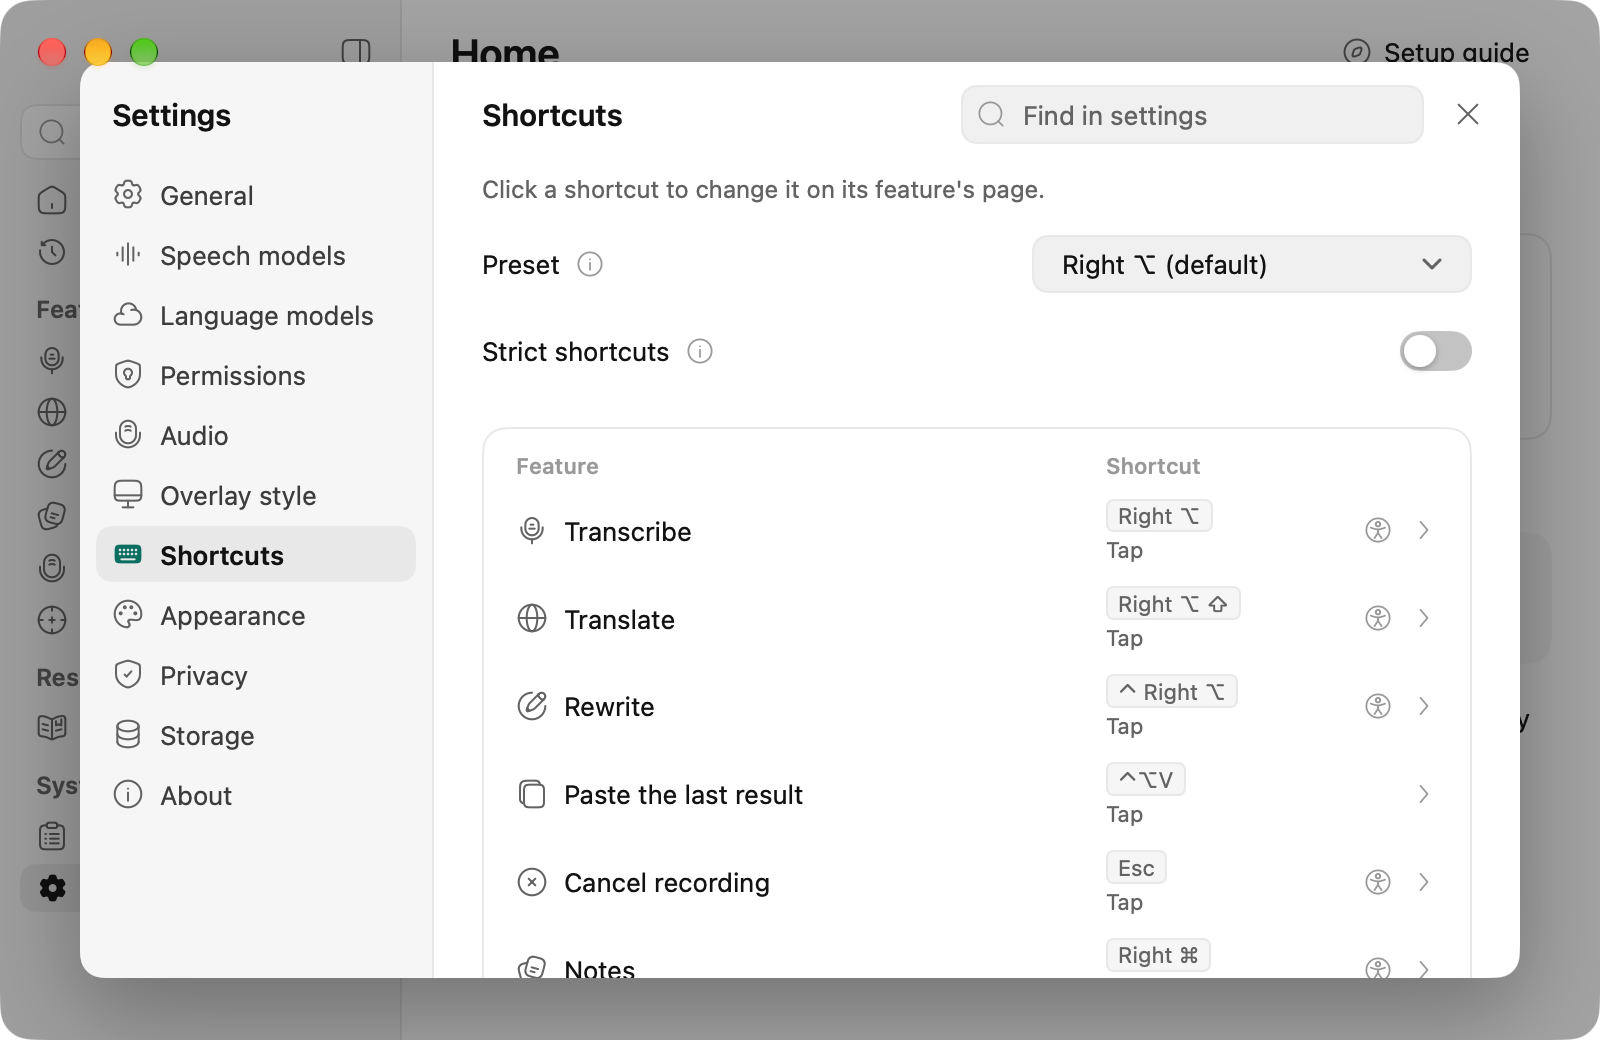 Home
Setup guide
Settings
General
Speech models
Language models
Permissions
Audio
Overlay style
Shortcuts
Appearance
Privacy
Storage
About
Shortcuts
Find in settings
Click a shortcut to change it on its feature's page.
Preset
Right ⌥ (default)
Strict shortcuts
Feature Shortcut
Transcribe Right ⌥
Tap
Translate Right ⌥ ⇧
Tap
Rewrite ^ Right ⌥
Tap
Paste the last result ^⌥V
Tap
Cancel recording Esc
Tap
Notes Right ⌘